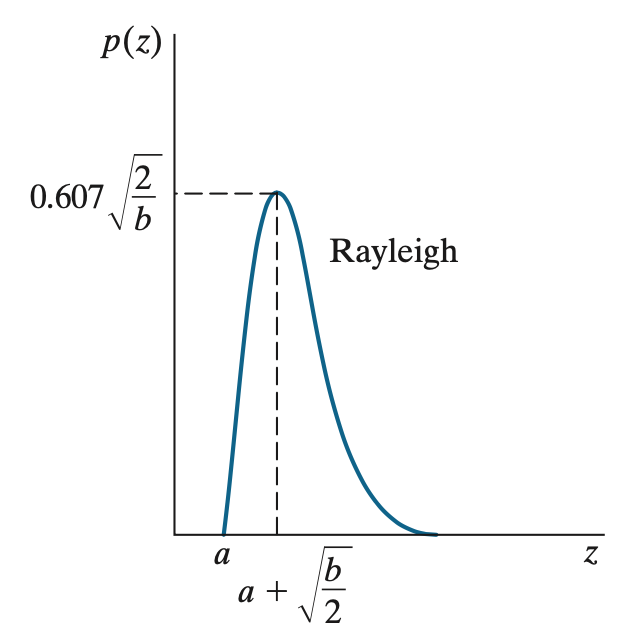 p(z)
0.607 √(2/b)
Rayleigh
a
z
a + √(b/2)